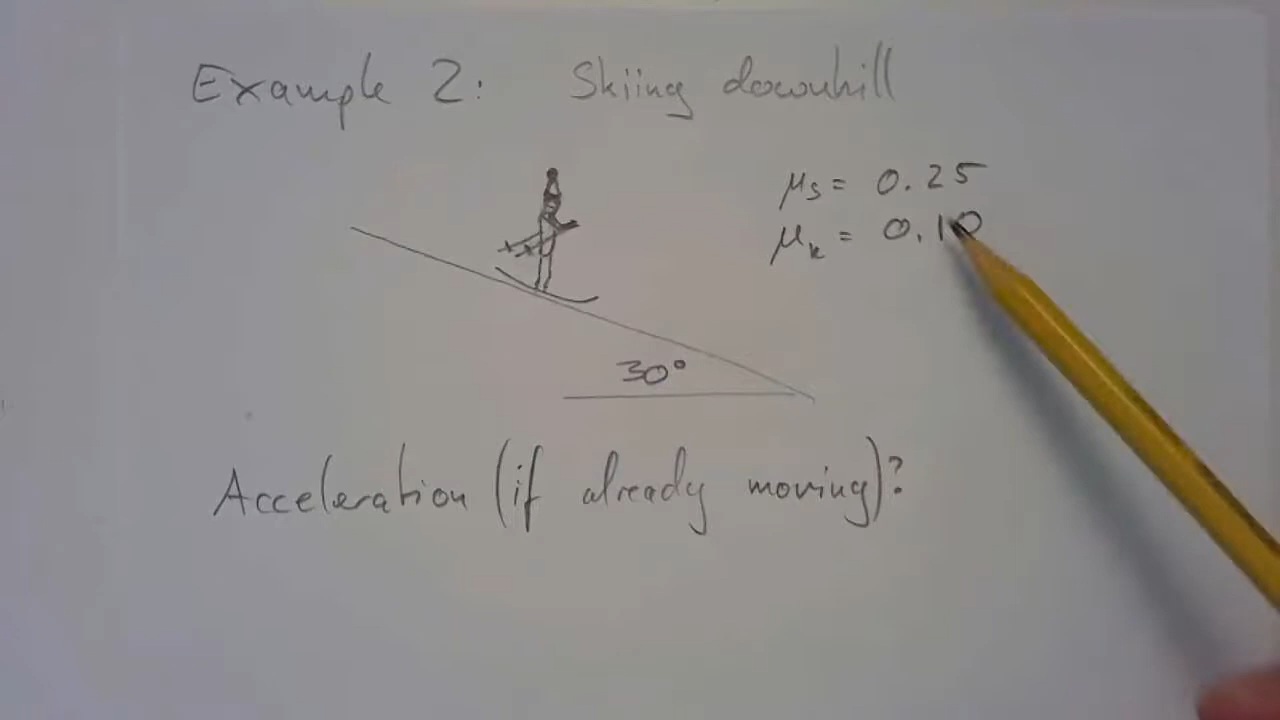 Example 2: Skiing downhill
μs = 0.25
μk = 0.10
30°
Acceleration (if already moving)?